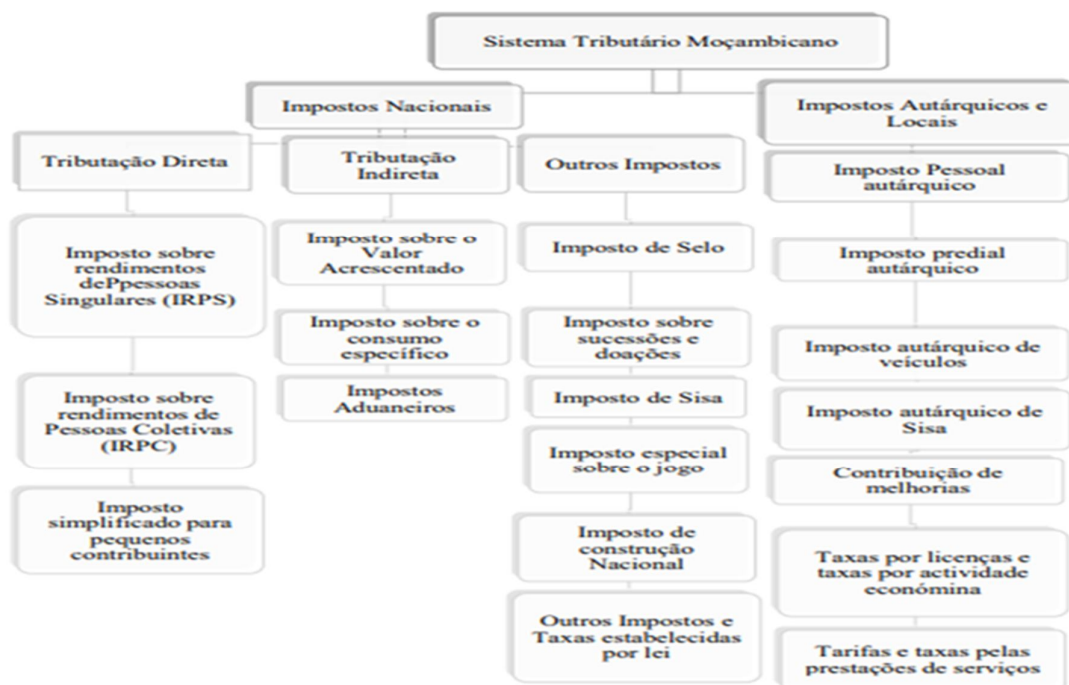 Sistema Tributário Moçambicano
Impostos Nacionais
Impostos Autárquicos e
Locais
Tributação Direta
Tributação
Indireta
Outros Impostos
Imposto Pessoal
autárquico
Imposto sobre
rendimentos
dePpessoas
Singulares (IRPS)
Imposto sobre o
Valor
Acrescentado
Imposto de Selo
Imposto predial
autárquico
Imposto sobre o
consumo
específico
Imposto sobre
sucessões e
doações
Imposto autárquico de
veículos
Imposto sobre
rendimentos de
Pessoas Coletivas
(IRPC)
Impostos
Aduaneiros
Imposto de Sisa
Imposto autárquico de
Sisa
Imposto especial
sobre o jogo
Contribuição de
melhorias
Imposto
simplificado para
pequenos
contribuintes
Imposto de
construção
Nacional
Taxas por licenças e
taxas por actividade
económina
Outros Impostos e
Taxas estabelecidas
por lei
Tarifas e taxas pelas
prestações de serviços